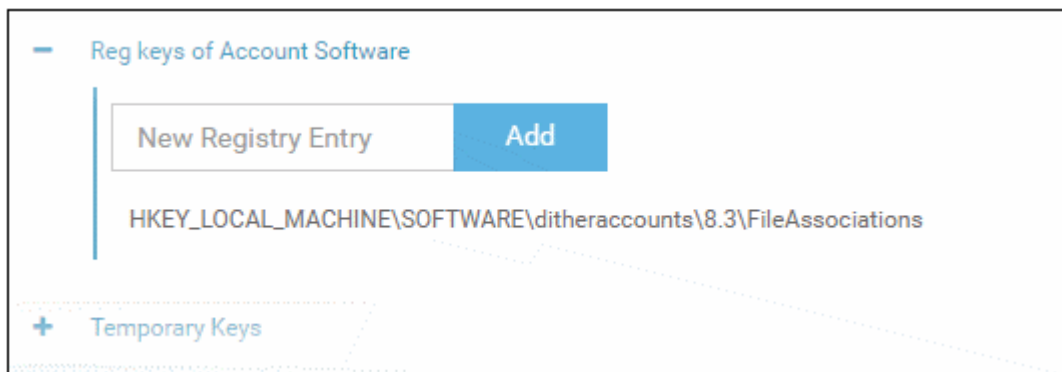 Reg keys of Account Software
New Registry Entry
Add
HKEY_LOCAL_MACHINE\SOFTWARE\ditheraccounts\8.3\FileAssociations
Temporary Keys